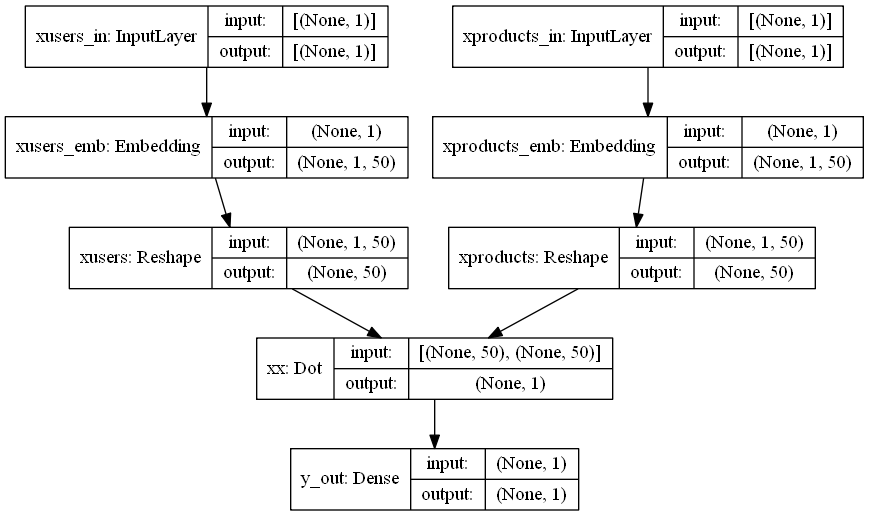 xusers_in: InputLayer input: [(None, 1)]
output: [(None, 1)]
xproducts_in: InputLayer input: [(None, 1)]
output: [(None, 1)]
xusers_emb: Embedding input: (None, 1)
output: (None, 1, 50)
xproducts_emb: Embedding input: (None, 1)
output: (None, 1, 50)
xusers: Reshape input: (None, 1, 50)
output: (None, 50)
xproducts: Reshape input: (None, 1, 50)
output: (None, 50)
xx: Dot input: [(None, 50), (None, 50)]
output: (None, 1)
y_out: Dense input: (None, 1)
output: (None, 1)